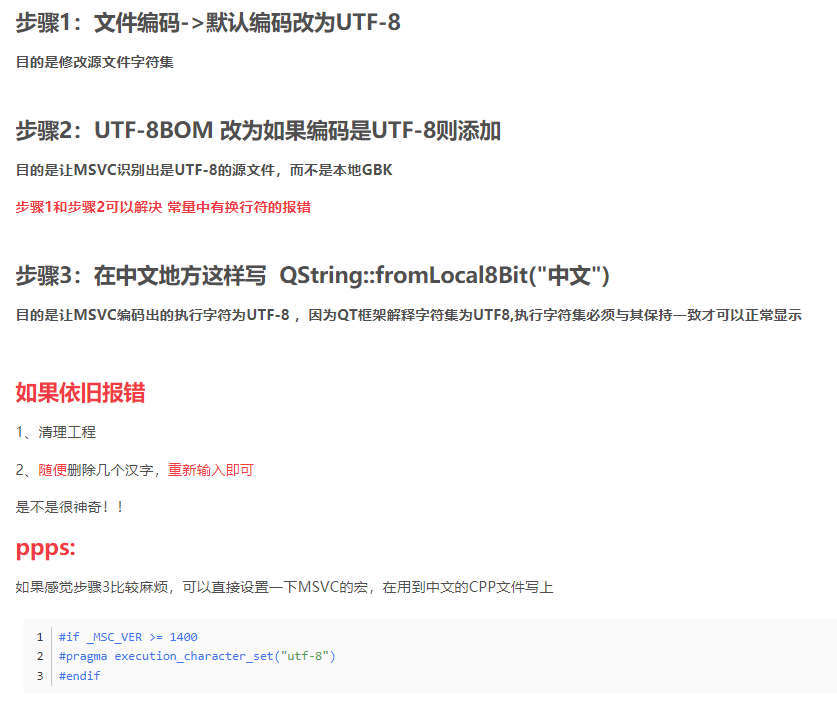 步骤1：文件编码->默认编码改为UTF-8
目的是修改源文件字符集
步骤2：UTF-8BOM 改为如果编码是UTF-8则添加
目的是让MSVC识别出是UTF-8的源文件，而不是本地GBK
步骤1和步骤2可以解决 常量中有换行符的报错
步骤3：在中文地方这样写 QString::fromLocal8Bit("中文")
目的是让MSVC编码出的执行字符为UTF-8 ，因为QT框架解释字符集为UTF8,执行字符集必须与其保持一致才可以正常显示
如果依旧报错
1、清理工程
2、随便删除几个汉字，重新输入即可
是不是很神奇！！
ppps:
如果感觉步骤3比较麻烦，可以直接设置一下MSVC的宏，在用到中文的CPP文件写上
1 #if _MSC_VER >= 1400
2 #pragma execution_character_set("utf-8")
3 #endif